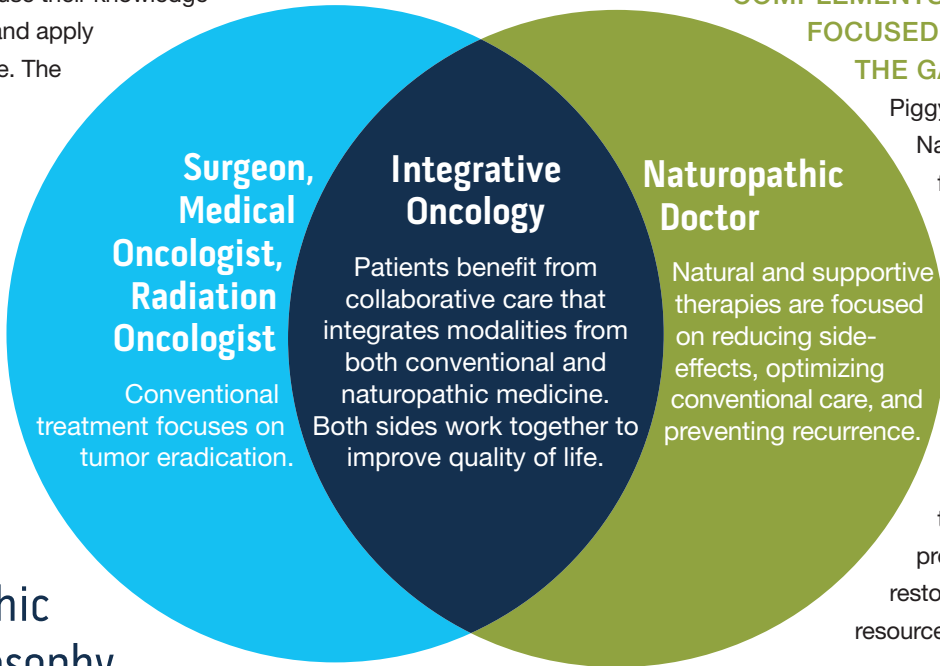 and apply
The
Surgeon,
Medical
Oncologist,
Radiation
Oncologist
Conventional
treatment focuses on
tumor eradication.
Integrative
Oncology
Patients benefit from
collaborative care that
integrates modalities from
both conventional and
naturopathic medicine.
Both sides work together to
improve quality of life.
COMPLEMENTS
FOCUSED
THE
Naturopathic
Doctor
Natural and supportive
therapies are focused
on reducing side-
effects, optimizing
conventional care, and
preventing recurrence.